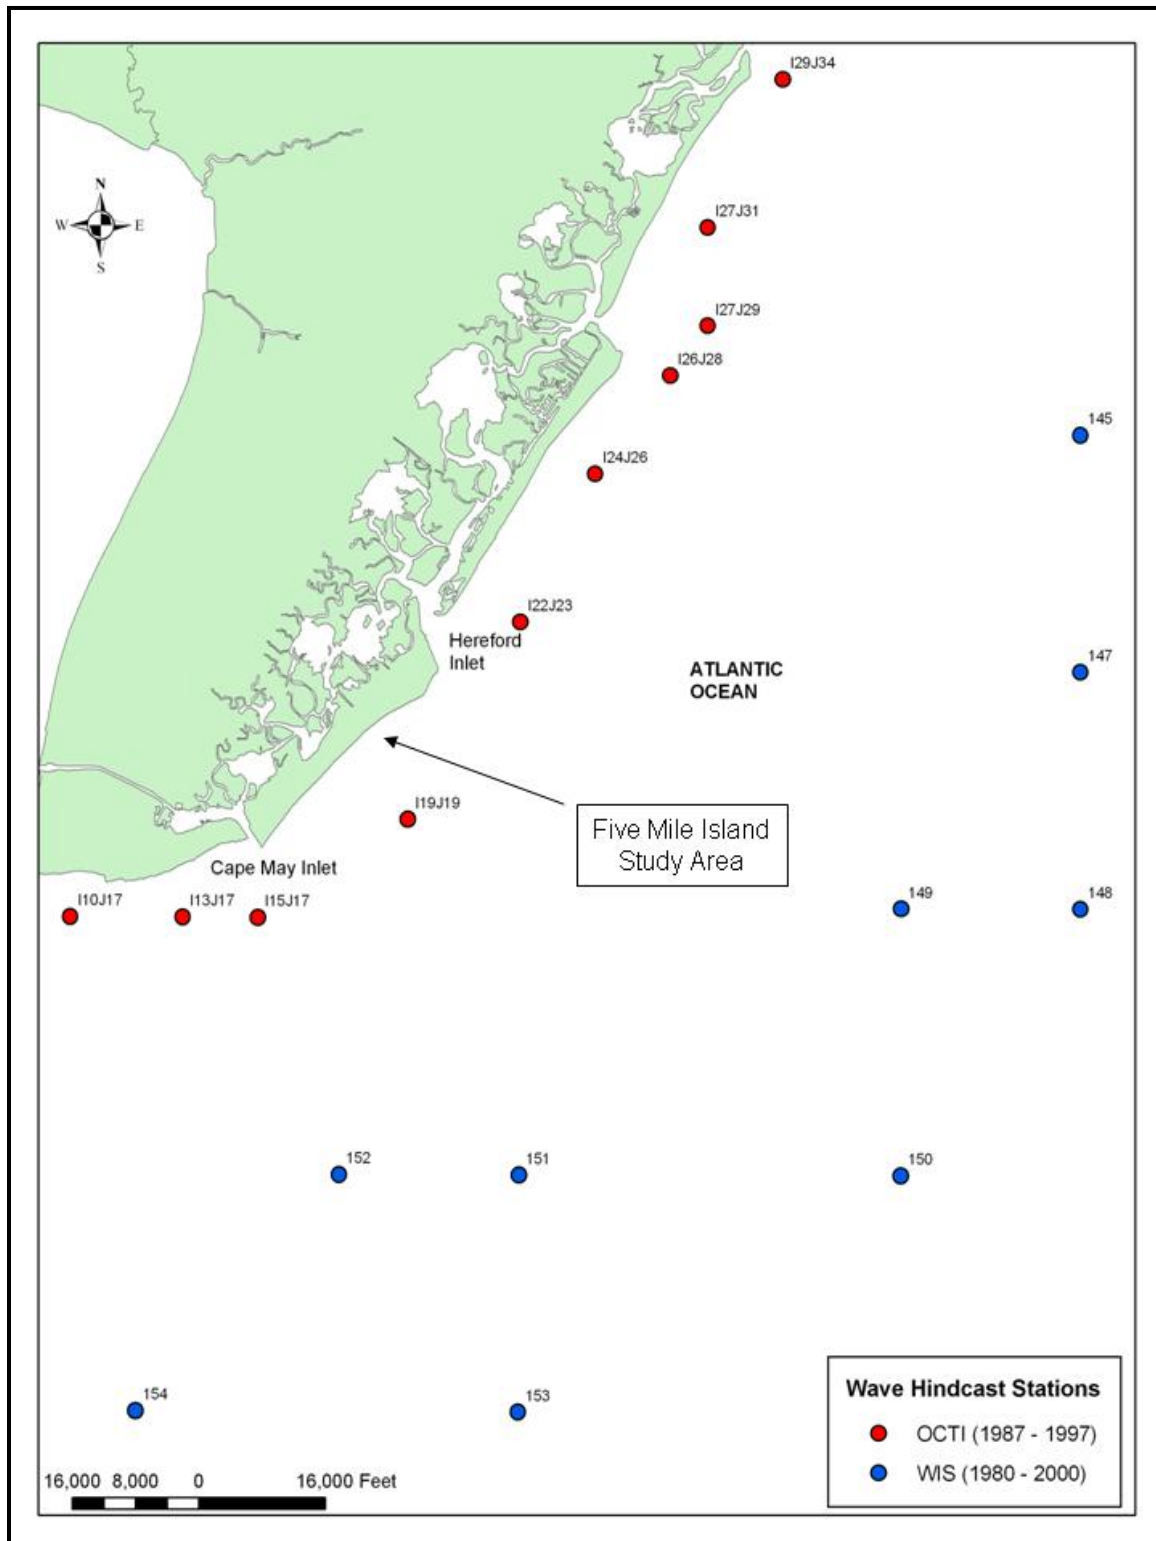 I29J34
N
W E
S
I27J31
I27J29
I26J28
145
I24J26
I22J23
Hereford
Inlet
ATLANTIC
OCEAN
147
I19J19
Five Mile Island
Study Area
Cape May Inlet
I10J17 I13J17 I15J17
149 148
152 151 150
154 153
Wave Hindcast Stations
OCTI (1987 - 1997)
WIS (1980 - 2000)
16,000 8,000 0 16,000 Feet